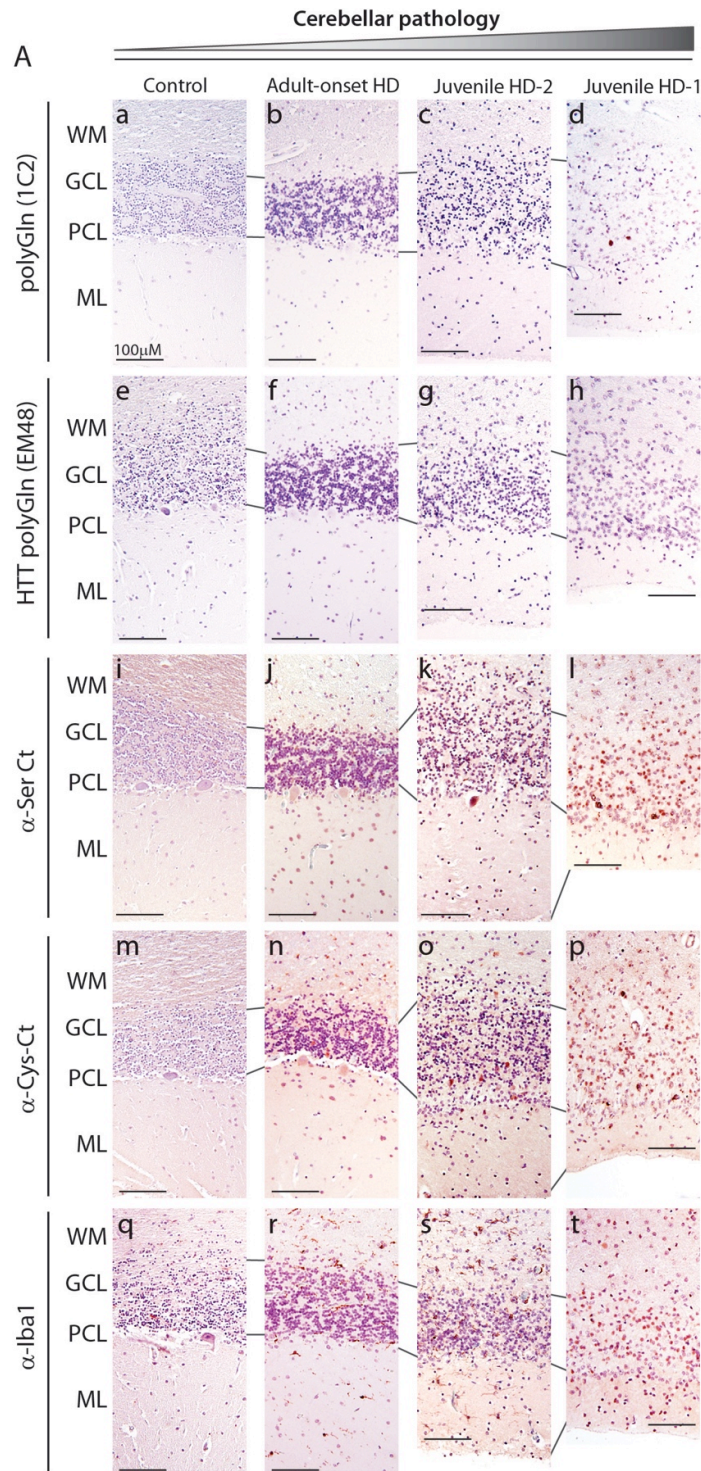 Cerebellar pathology
A
Control Adult-onset HD Juvenile HD-2 Juvenile HD-1
polyGln (1C2)
a b c d
WM
GCL
PCL
ML
100µM
HTT polyGln (EM48)
e f g h
WM
GCL
PCL
ML
α-Ser Ct
i j k l
WM
GCL
PCL
ML
α-Cys-Ct
m n o p
WM
GCL
PCL
ML
α-Iba1
q r s t
WM
GCL
PCL
ML